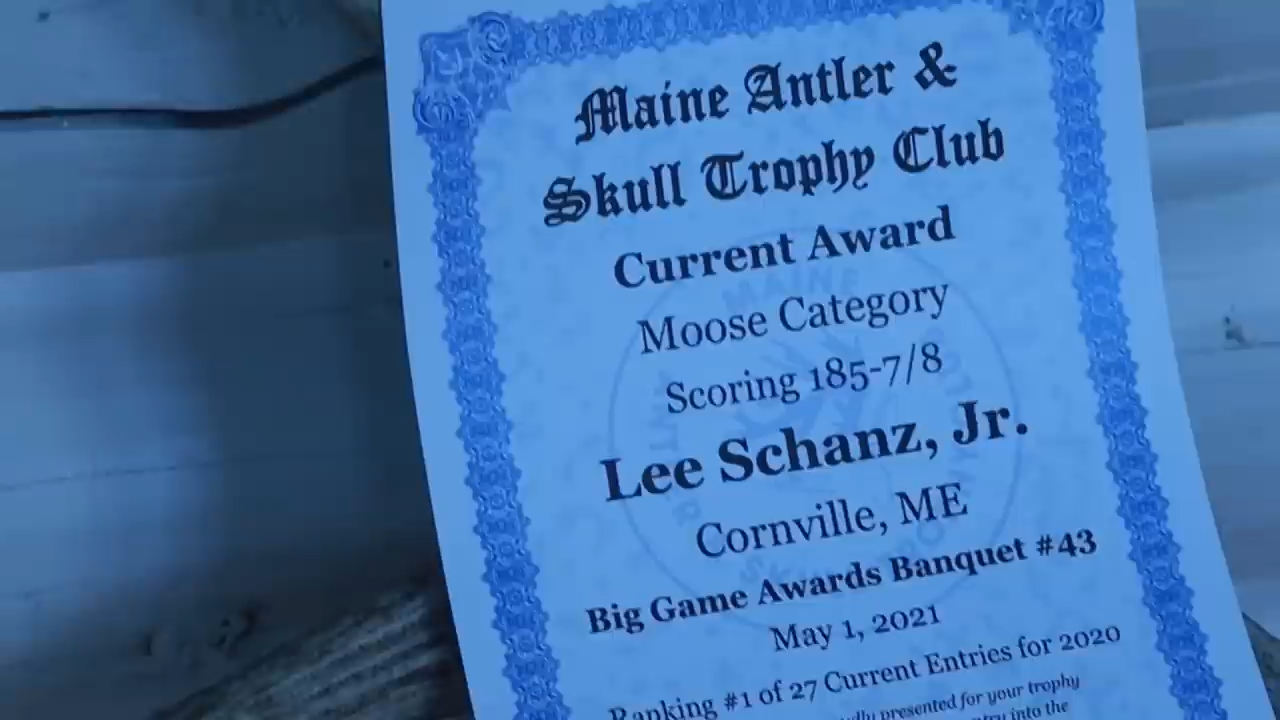 Maine Antler &
Skull Trophy Club
Current Award
Moose Category
Scoring 185-7/8
Lee Schanz, Jr.
Cornville, ME
Big Game Awards Banquet #43
May 1, 2021
Ranking #1 of 27 Current Entries for 2020
presented for your trophy
into the
MAINE